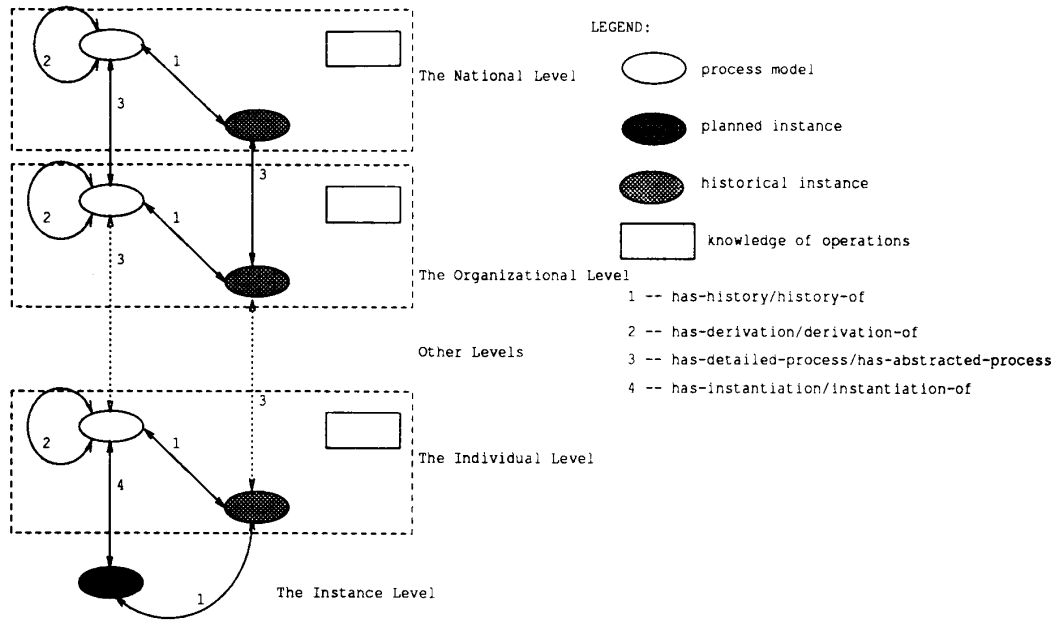 2
1
3
The National Level
2
1
3
3
The Organizational Level
Other Levels
2
1
3
The Individual Level
4
1
The Instance Level
LEGEND:
process model
planned instance
historical instance
knowledge of operations
1 -- has-history/history-of
2 -- has-derivation/derivation-of
3 -- has-detailed-process/has-abstracted-process
4 -- has-instantiation/instantiation-of